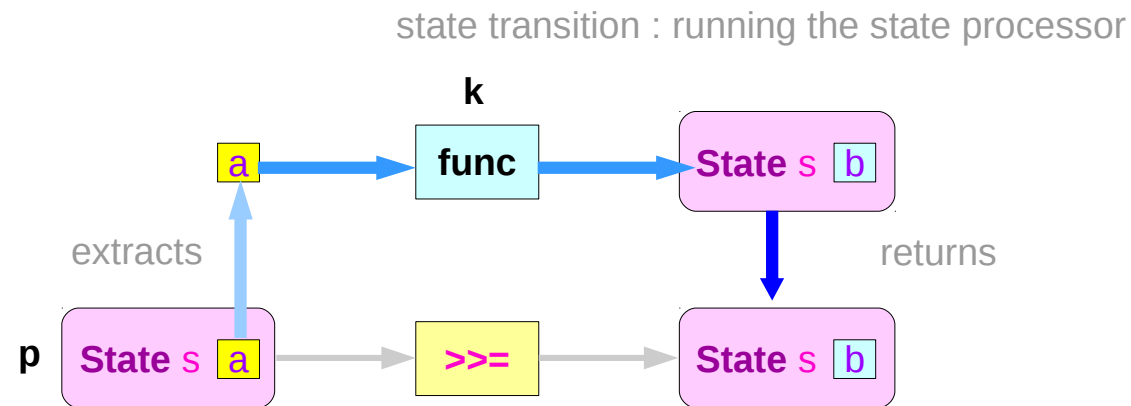 state transition : running the state processor
k
a
func
State s b
extracts
returns
p
State s a
>>=
State s b